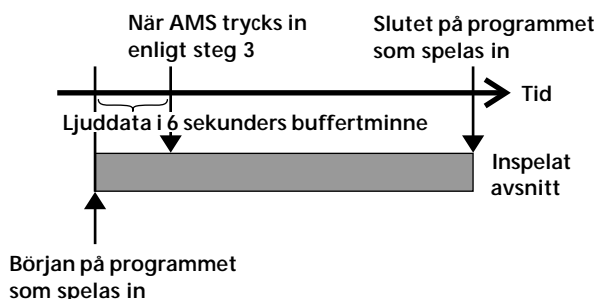 När AMS trycks in
enligt steg 3
Slutet på programmet
som spelas in
Tid
Ljuddata i 6 sekunders buffertminne
Inspelat
avsnitt
Början på programmet
som spelas in